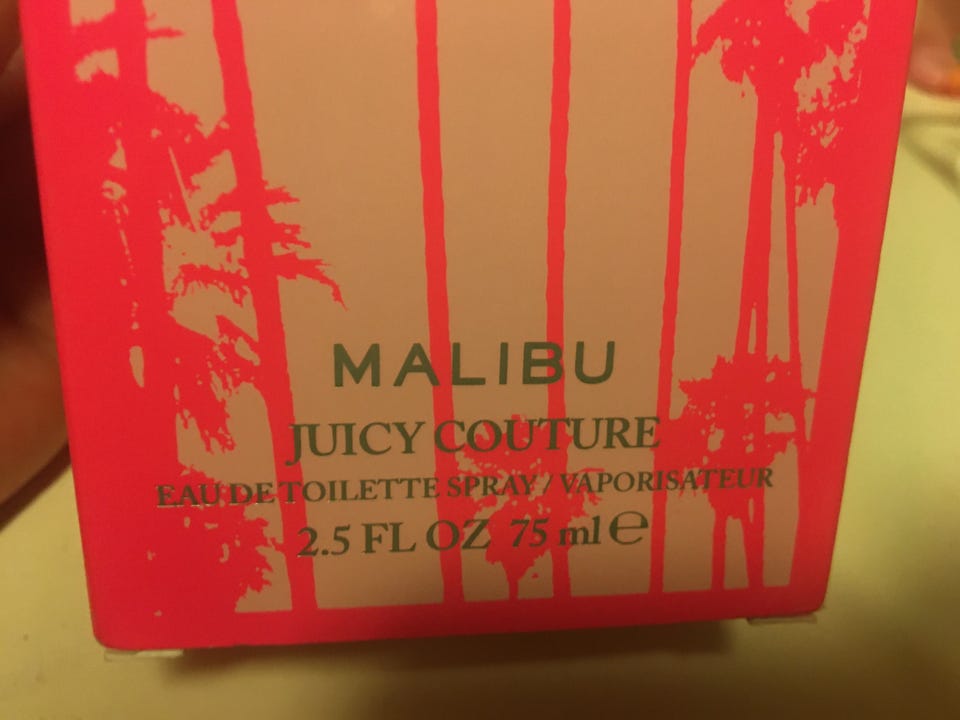 MALIBU
JUICY COUTURE
EAU DE TOILETTE SPRAY / VAPORISATEUR
2.5 FL OZ 75 ml ℮